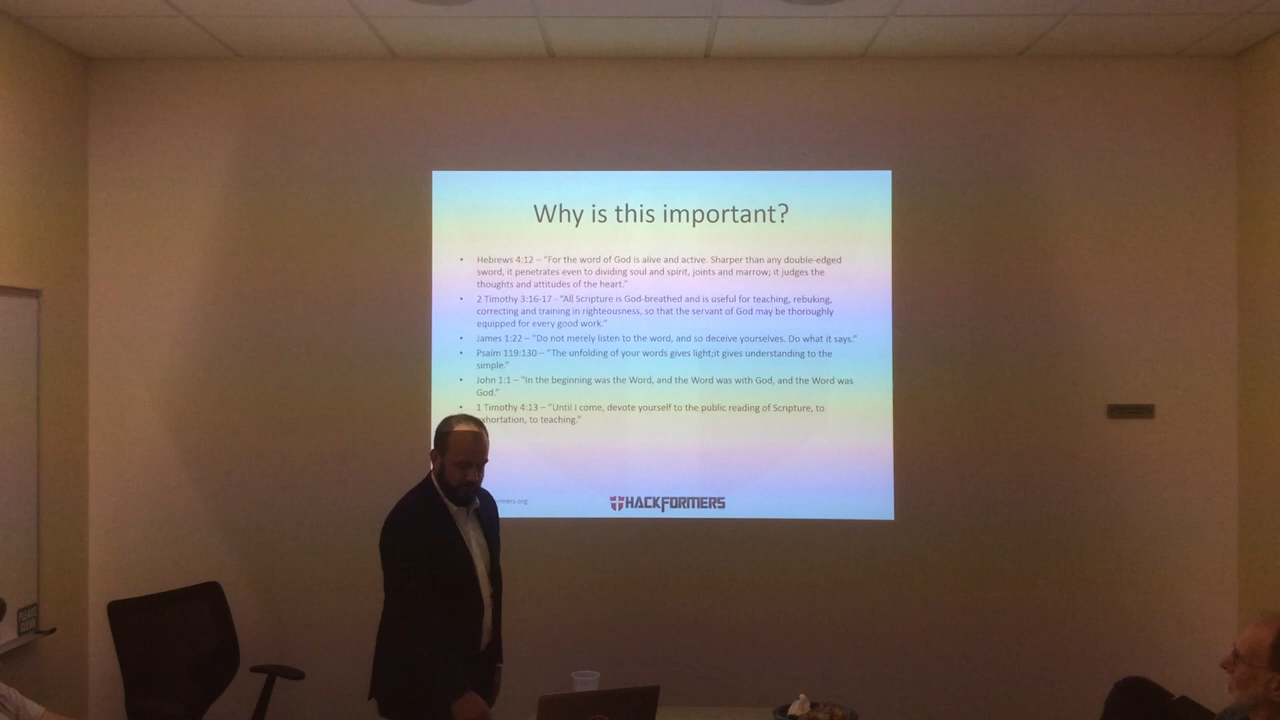 Why is this important?
• Hebrews 4:12 – “For the word of God is alive and active. Sharper than any double-edged
sword, it penetrates even to dividing soul and spirit, joints and marrow; it judges the
thoughts and attitudes of the heart.”
• 2 Timothy 3:16-17 - “All Scripture is God-breathed and is useful for teaching, rebuking,
correcting and training in righteousness, so that the servant of God may be thoroughly
equipped for every good work.”
• James 1:22 – “Do not merely listen to the word, and so deceive yourselves. Do what it says.”
• Psalm 119:130 – “The unfolding of your words gives light;it gives understanding to the
simple.”
• John 1:1 – “In the beginning was the Word, and the Word was with God, and the Word was
God.”
• 1 Timothy 4:13 – “Until I come, devote yourself to the public reading of Scripture, to
exhortation, to teaching.”
HACKFORMERS
PLEASE
CLEAN